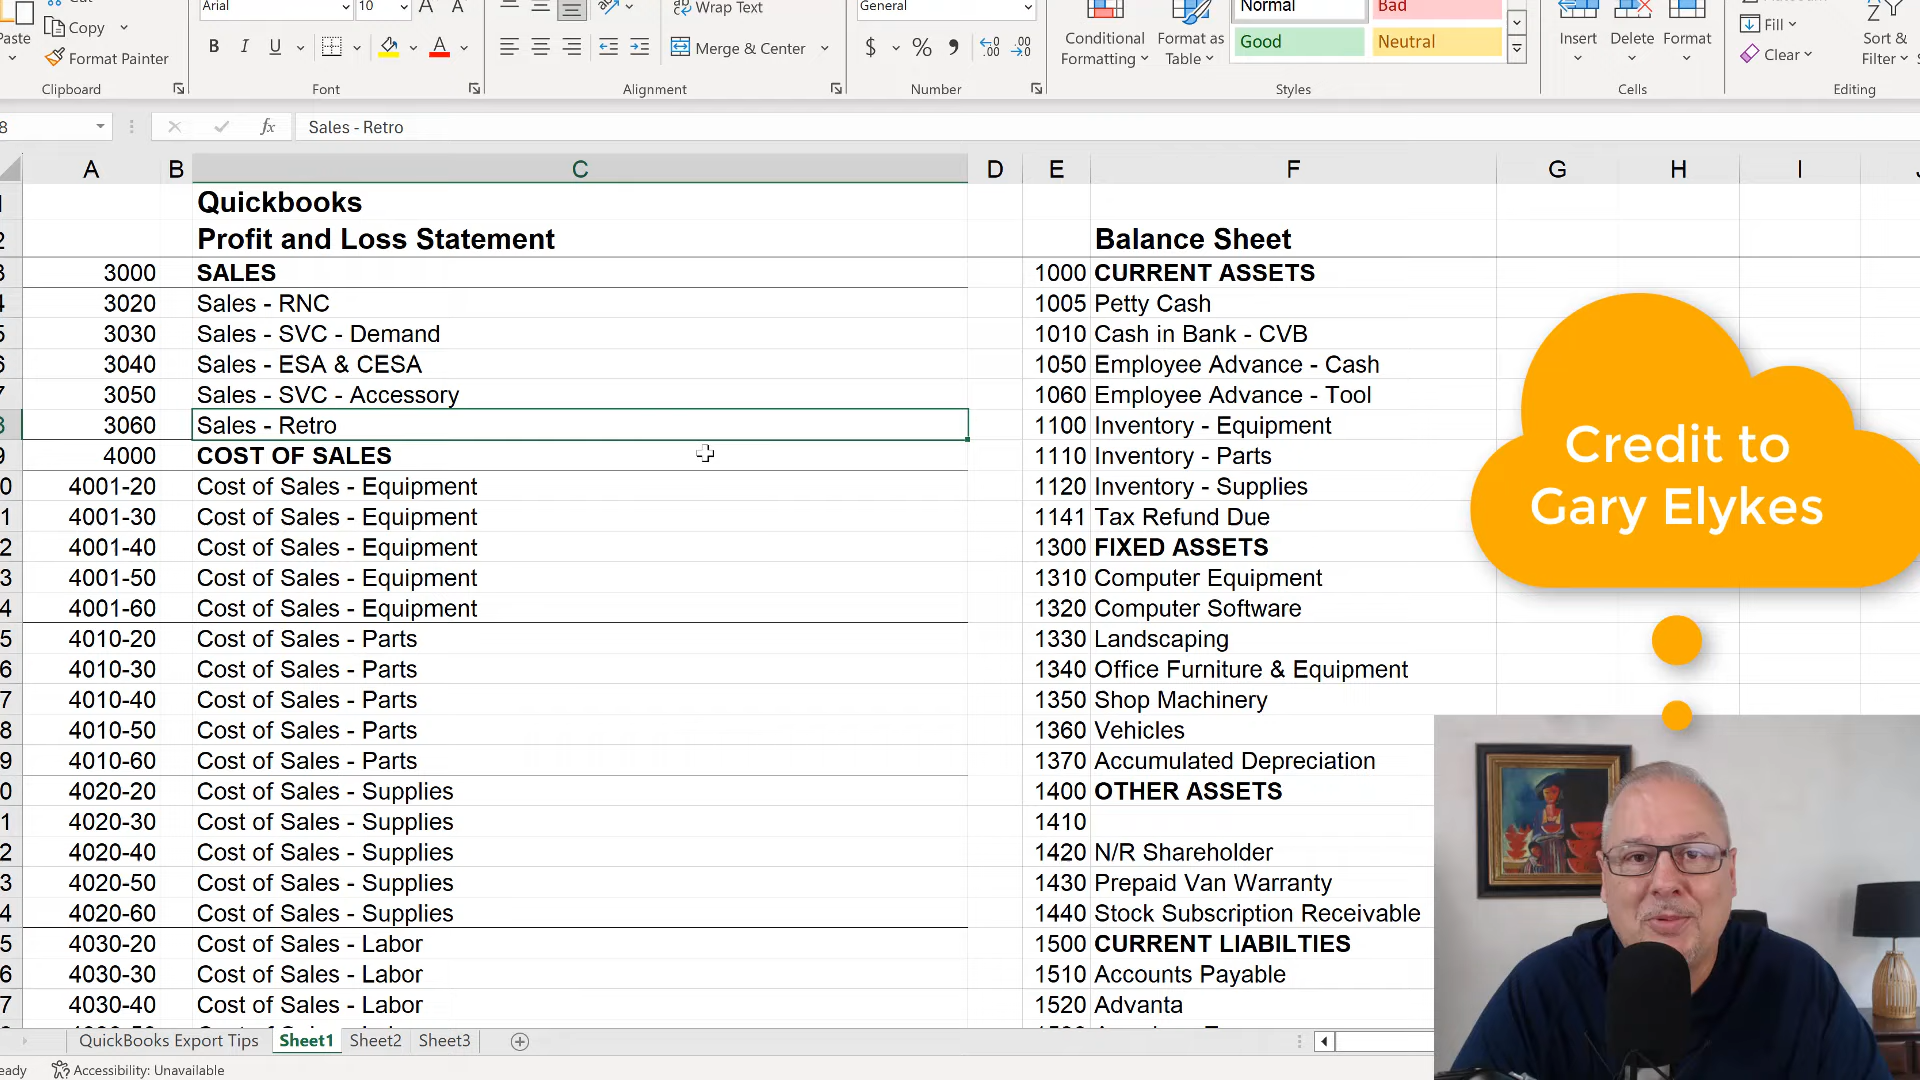 Cut
Arial 10 A A
Wrap Text
General
Normal Bad
Paste Copy
B I U A
Merge & Center
$ %
Conditional Formatting
Format as Table
Good Neutral
Insert Delete Format
Fill
Clear
Sort & Filter
Format Painter
Clipboard Font Alignment Number Styles Cells Editing
8 fx Sales - Retro
A B C D E F G H I J
Quickbooks
Profit and Loss Statement Balance Sheet
3000 SALES 1000 CURRENT ASSETS
3020 Sales - RNC 1005 Petty Cash
3030 Sales - SVC - Demand 1010 Cash in Bank - CVB
3040 Sales - ESA & CESA 1050 Employee Advance - Cash
3050 Sales - SVC - Accessory 1060 Employee Advance - Tool
3060 Sales - Retro 1100 Inventory - Equipment
4000 COST OF SALES 1110 Inventory - Parts
4001-20 Cost of Sales - Equipment 1120 Inventory - Supplies
4001-30 Cost of Sales - Equipment 1141 Tax Refund Due
4001-40 Cost of Sales - Equipment 1300 FIXED ASSETS
4001-50 Cost of Sales - Equipment 1310 Computer Equipment
4001-60 Cost of Sales - Equipment 1320 Computer Software
4010-20 Cost of Sales - Parts 1330 Landscaping
4010-30 Cost of Sales - Parts 1340 Office Furniture & Equipment
4010-40 Cost of Sales - Parts 1350 Shop Machinery
4010-50 Cost of Sales - Parts 1360 Vehicles
4010-60 Cost of Sales - Parts 1370 Accumulated Depreciation
4020-20 Cost of Sales - Supplies 1400 OTHER ASSETS
4020-30 Cost of Sales - Supplies 1410
4020-40 Cost of Sales - Supplies 1420 N/R Shareholder
4020-50 Cost of Sales - Supplies 1430 Prepaid Van Warranty
4020-60 Cost of Sales - Supplies 1440 Stock Subscription Receivable
4030-20 Cost of Sales - Labor 1500 CURRENT LIABILTIES
4030-30 Cost of Sales - Labor 1510 Accounts Payable
4030-40 Cost of Sales - Labor 1520 Advanta
Credit to
Gary Elykes
QuickBooks Export Tips Sheet1 Sheet2 Sheet3
Accessibility: Unavailable